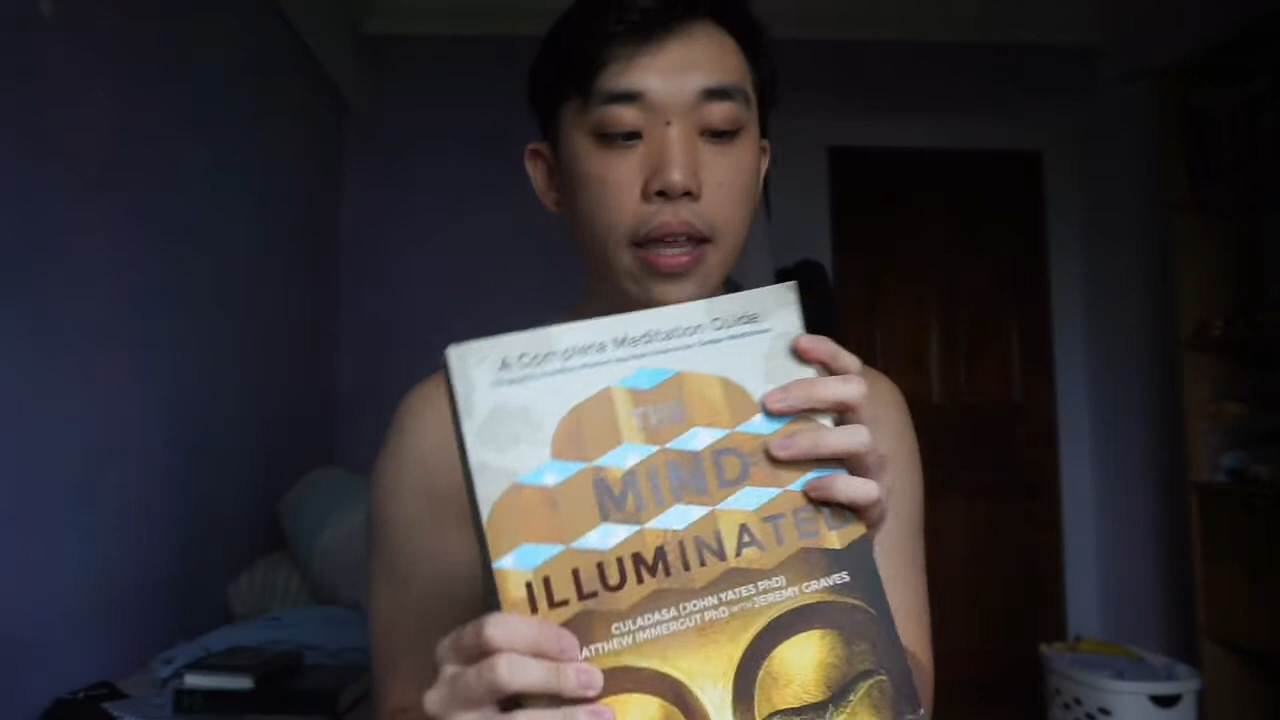 A Complete Meditation Guide
THE
MIND
ILLUMINATED
CULADASA (JOHN YATES PhD)
MATTHEW IMMERGUT PhD WITH JEREMY GRAVES